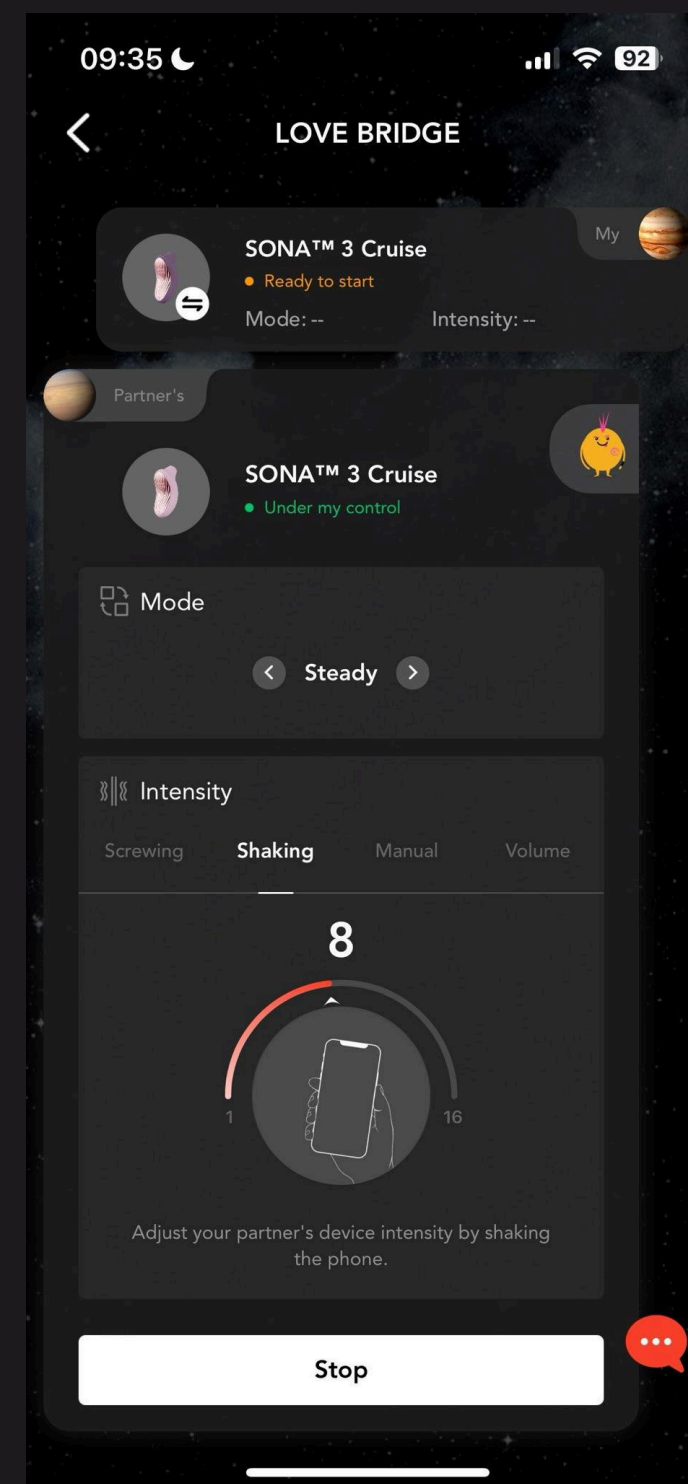 09:35
92
LOVE BRIDGE
My
SONA™ 3 Cruise
Ready to start
Mode: --
Intensity: --
Partner's
SONA™ 3 Cruise
Under my control
Mode
Steady
Intensity
Screwing
Shaking
Manual
Volume
8
1
16
Adjust your partner's device intensity by shaking
the phone.
Stop